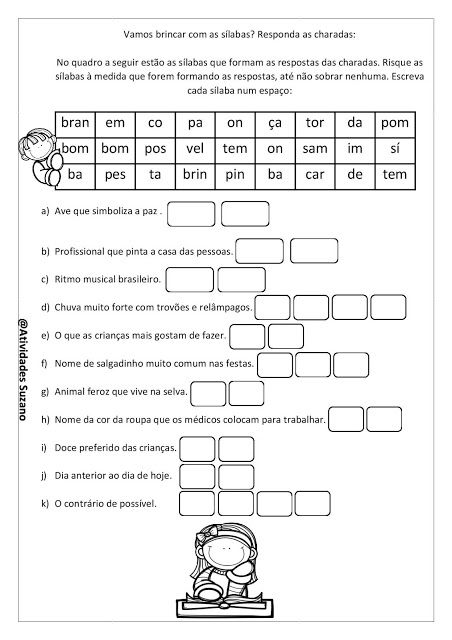 Vamos brincar com as sílabas? Responda as charadas:
No quadro a seguir estão as sílabas que formam as respostas das charadas. Risque as
sílabas à medida que forem formando as respostas, até não sobrar nenhuma. Escreva
cada sílaba num espaço:
bran em co pa on ça tor da pom
bom bom pos vel tem on sam im sí
ba pes ta brin pin ba car de tem
a) Ave que simboliza a paz .
b) Profissional que pinta a casa das pessoas.
c) Ritmo musical brasileiro.
d) Chuva muito forte com trovões e relâmpagos.
e) O que as crianças mais gostam de fazer.
f) Nome de salgadinho muito comum nas festas.
g) Animal feroz que vive na selva.
h) Nome da cor da roupa que os médicos colocam para trabalhar.
i) Doce preferido das crianças.
j) Dia anterior ao dia de hoje.
k) O contrário de possível.
@Atividades Suzano